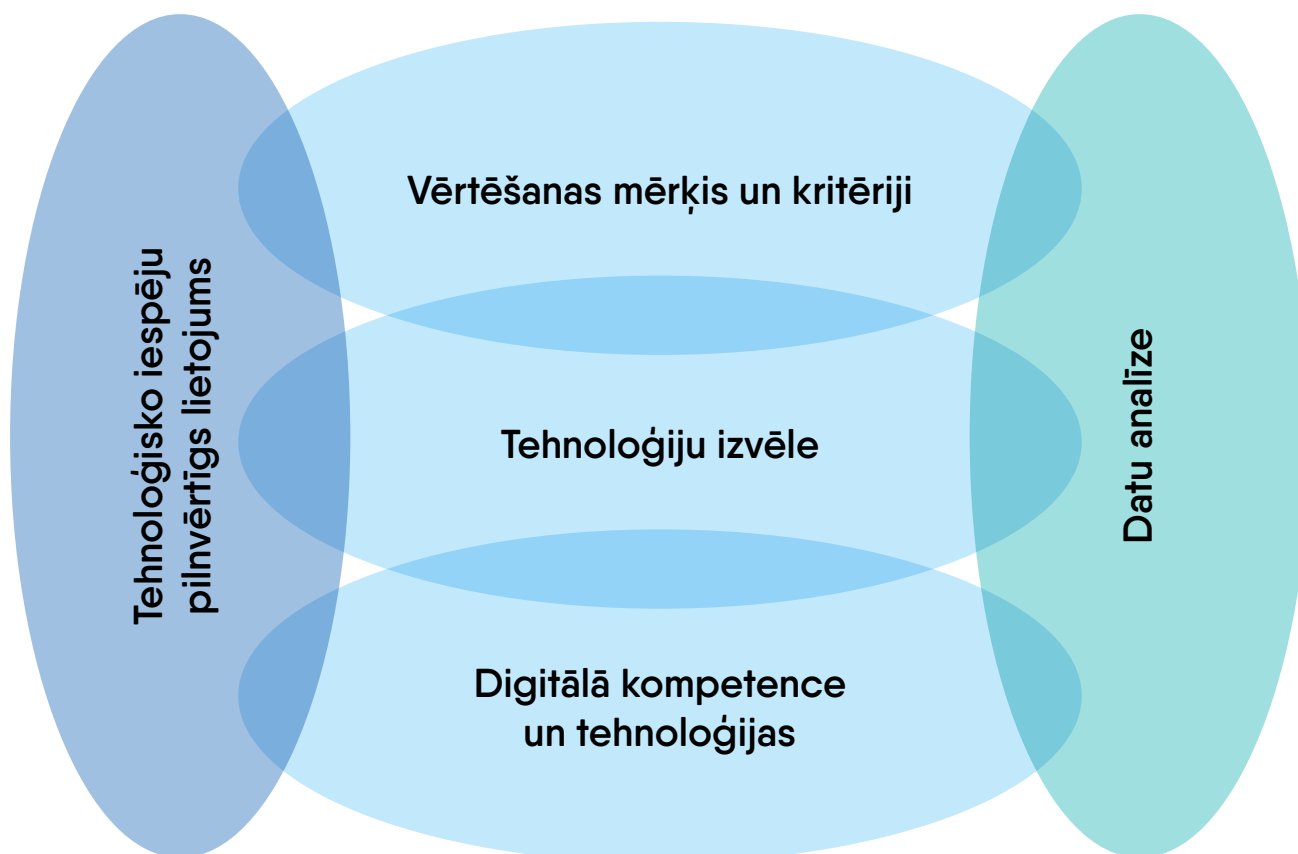 Tehnoloģisko iespēju
pilnvērtīgs lietojums
Vērtēšanas mērķis un kritēriji
Tehnoloģiju izvēle
Digitālā kompetence
un tehnoloģijas
Datu analīze